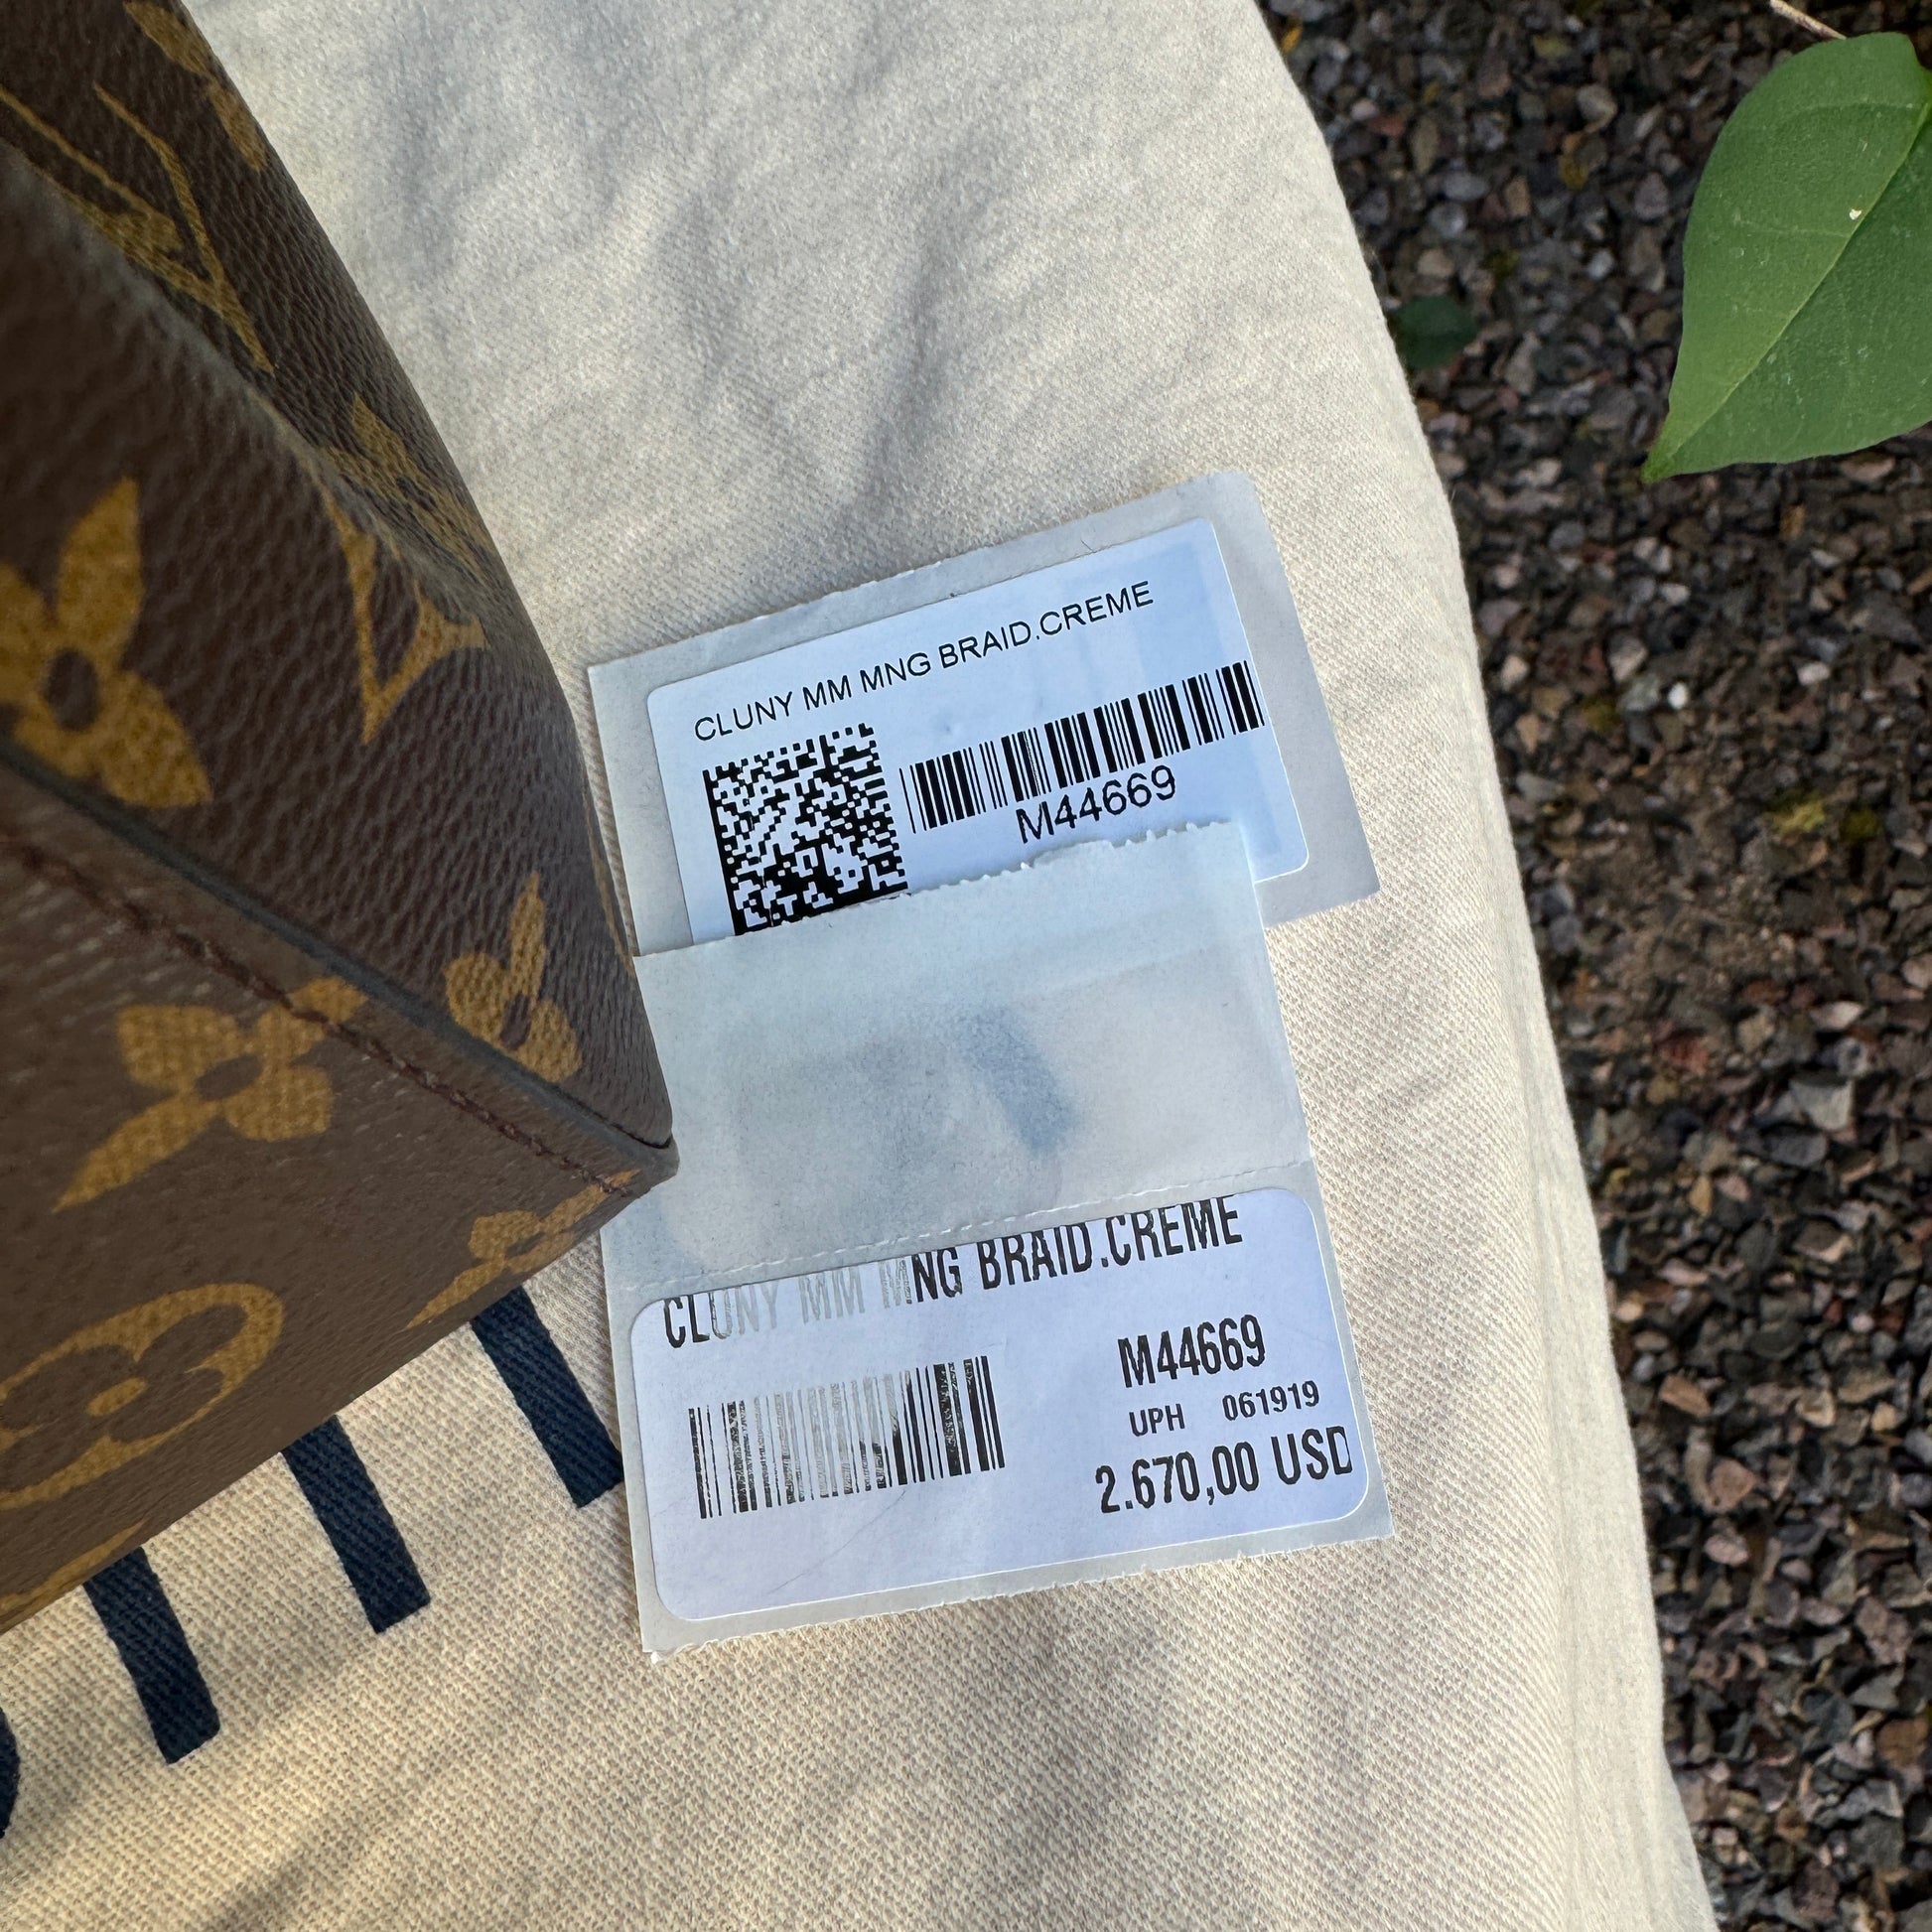 CLUNY MM MNG BRAID.CREME
M44669
CLUNY MM MNG BRAID.CREME
M44669
UPH 061919
2.670,00 USD